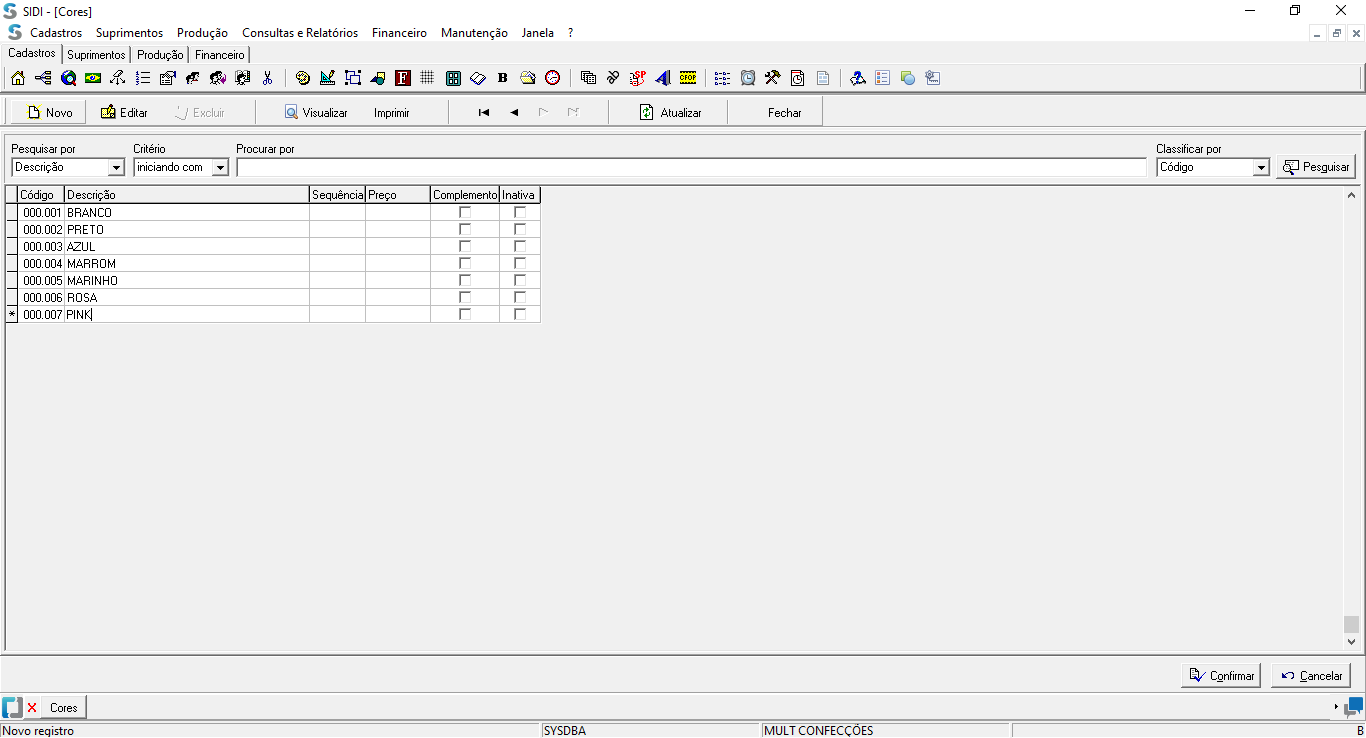 SIDI - [Cores]
Cadastros Suprimentos Produção Consultas e Relatórios Financeiro Manutenção Janela ?
Cadastros Suprimentos Produção Financeiro
F B SP CFOP
Novo Editar Excluir Visualizar Imprimir Atualizar Fechar
Pesquisar por Critério Procurar por Classificar por
Descrição iniciando com Código Pesquisar
Código Descrição Sequência Preço Complemento Inativa
000.001 BRANCO
000.002 PRETO
000.003 AZUL
000.004 MARROM
000.005 MARINHO
000.006 ROSA
* 000.007 PINK
Confirmar Cancelar
Cores
Novo registro SYSDBA MULT CONFECÇÕES B